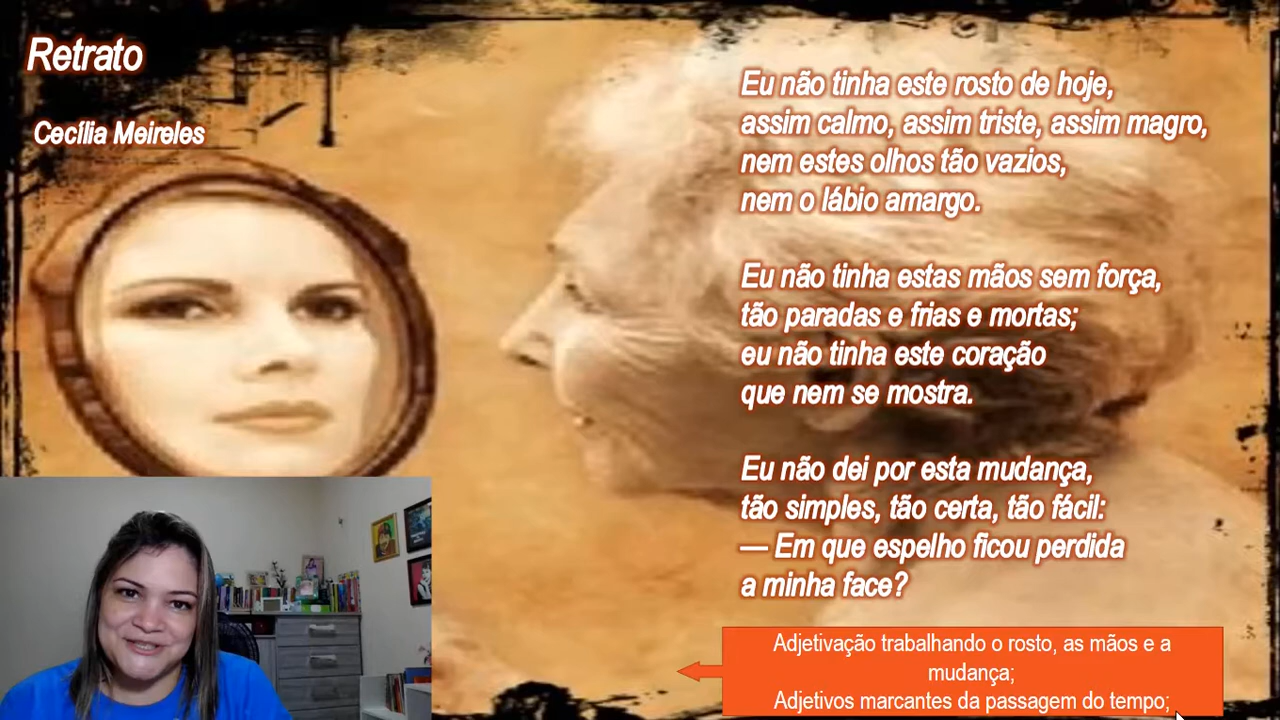 Retrato
Cecília Meireles
Eu não tinha este rosto de hoje,
assim calmo, assim triste, assim magro,
nem estes olhos tão vazios,
nem o lábio amargo.
Eu não tinha estas mãos sem força,
tão paradas e frias e mortas;
eu não tinha este coração
que nem se mostra.
Eu não dei por esta mudança,
tão simples, tão certa, tão fácil:
— Em que espelho ficou perdida
a minha face?
Adjetivação trabalhando o rosto, as mãos e a
mudança;
Adjetivos marcantes da passagem do tempo;